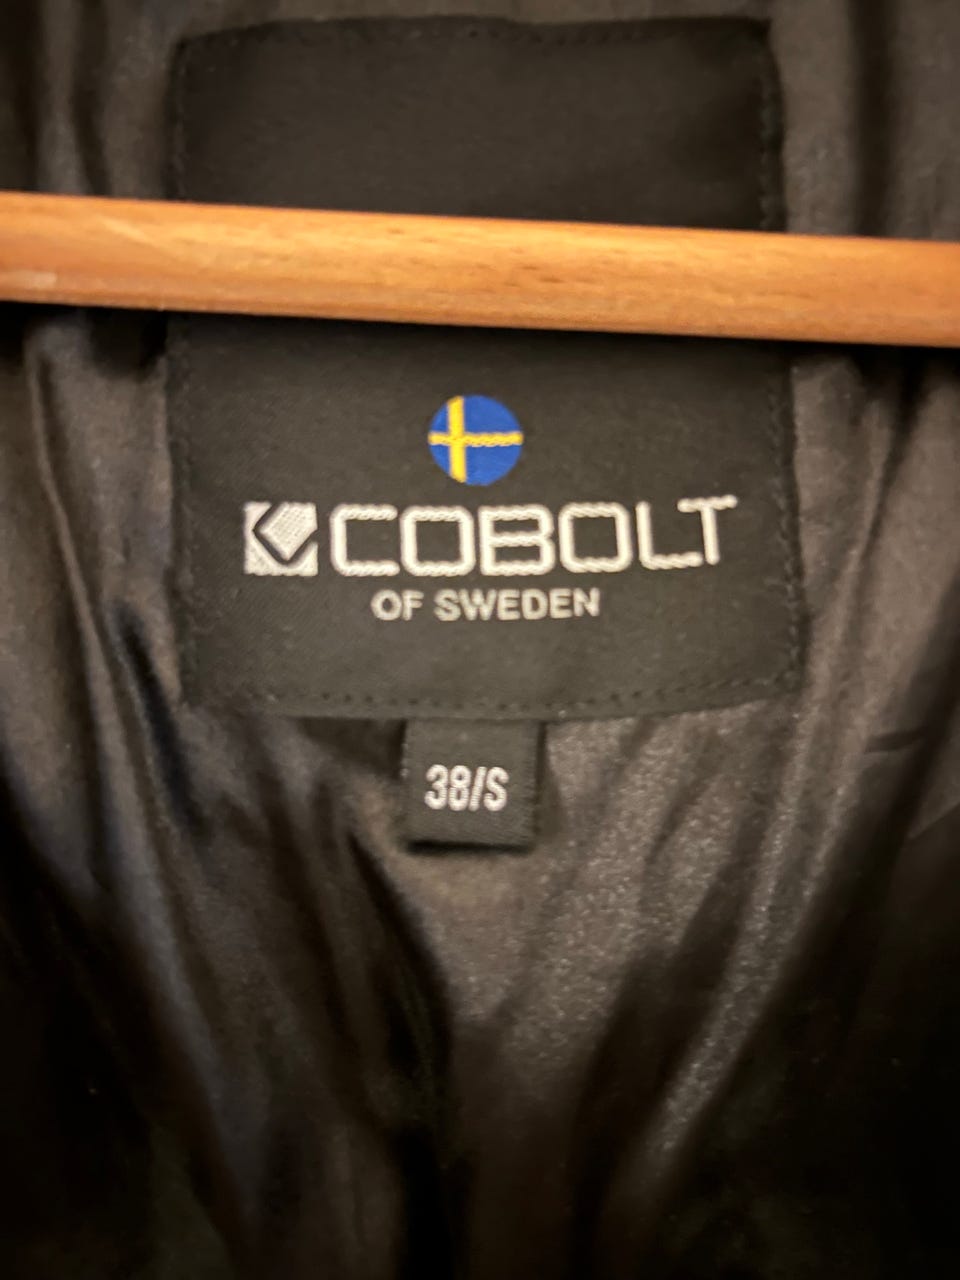 COBOLT
OF SWEDEN
38/S